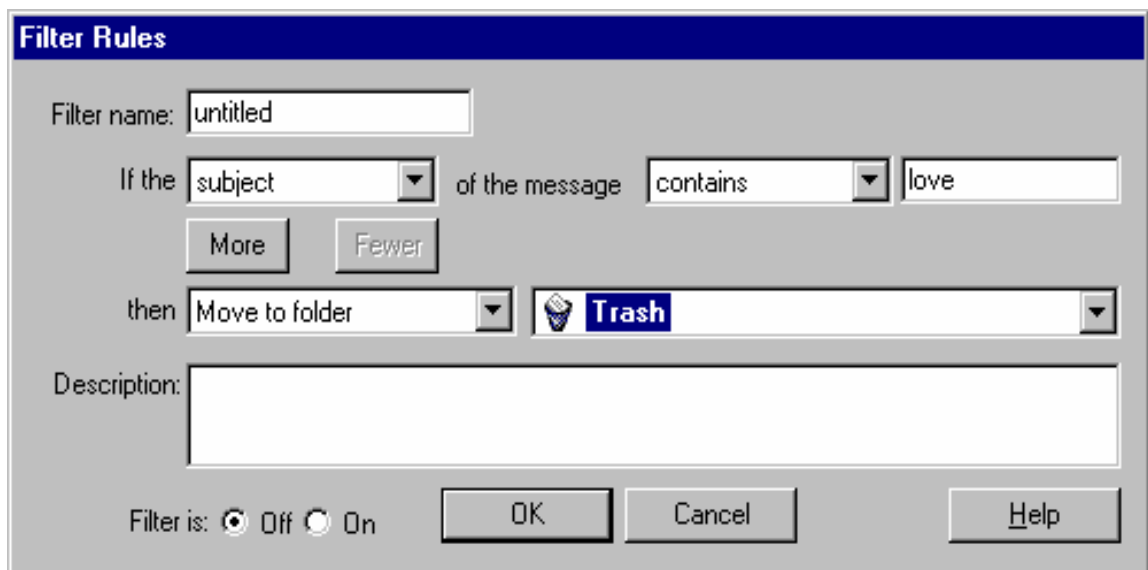 Filter Rules
Filter name: untitled
If the subject of the message contains love
More Fewer
then Move to folder Trash
Description:
Filter is: Off On OK Cancel Help